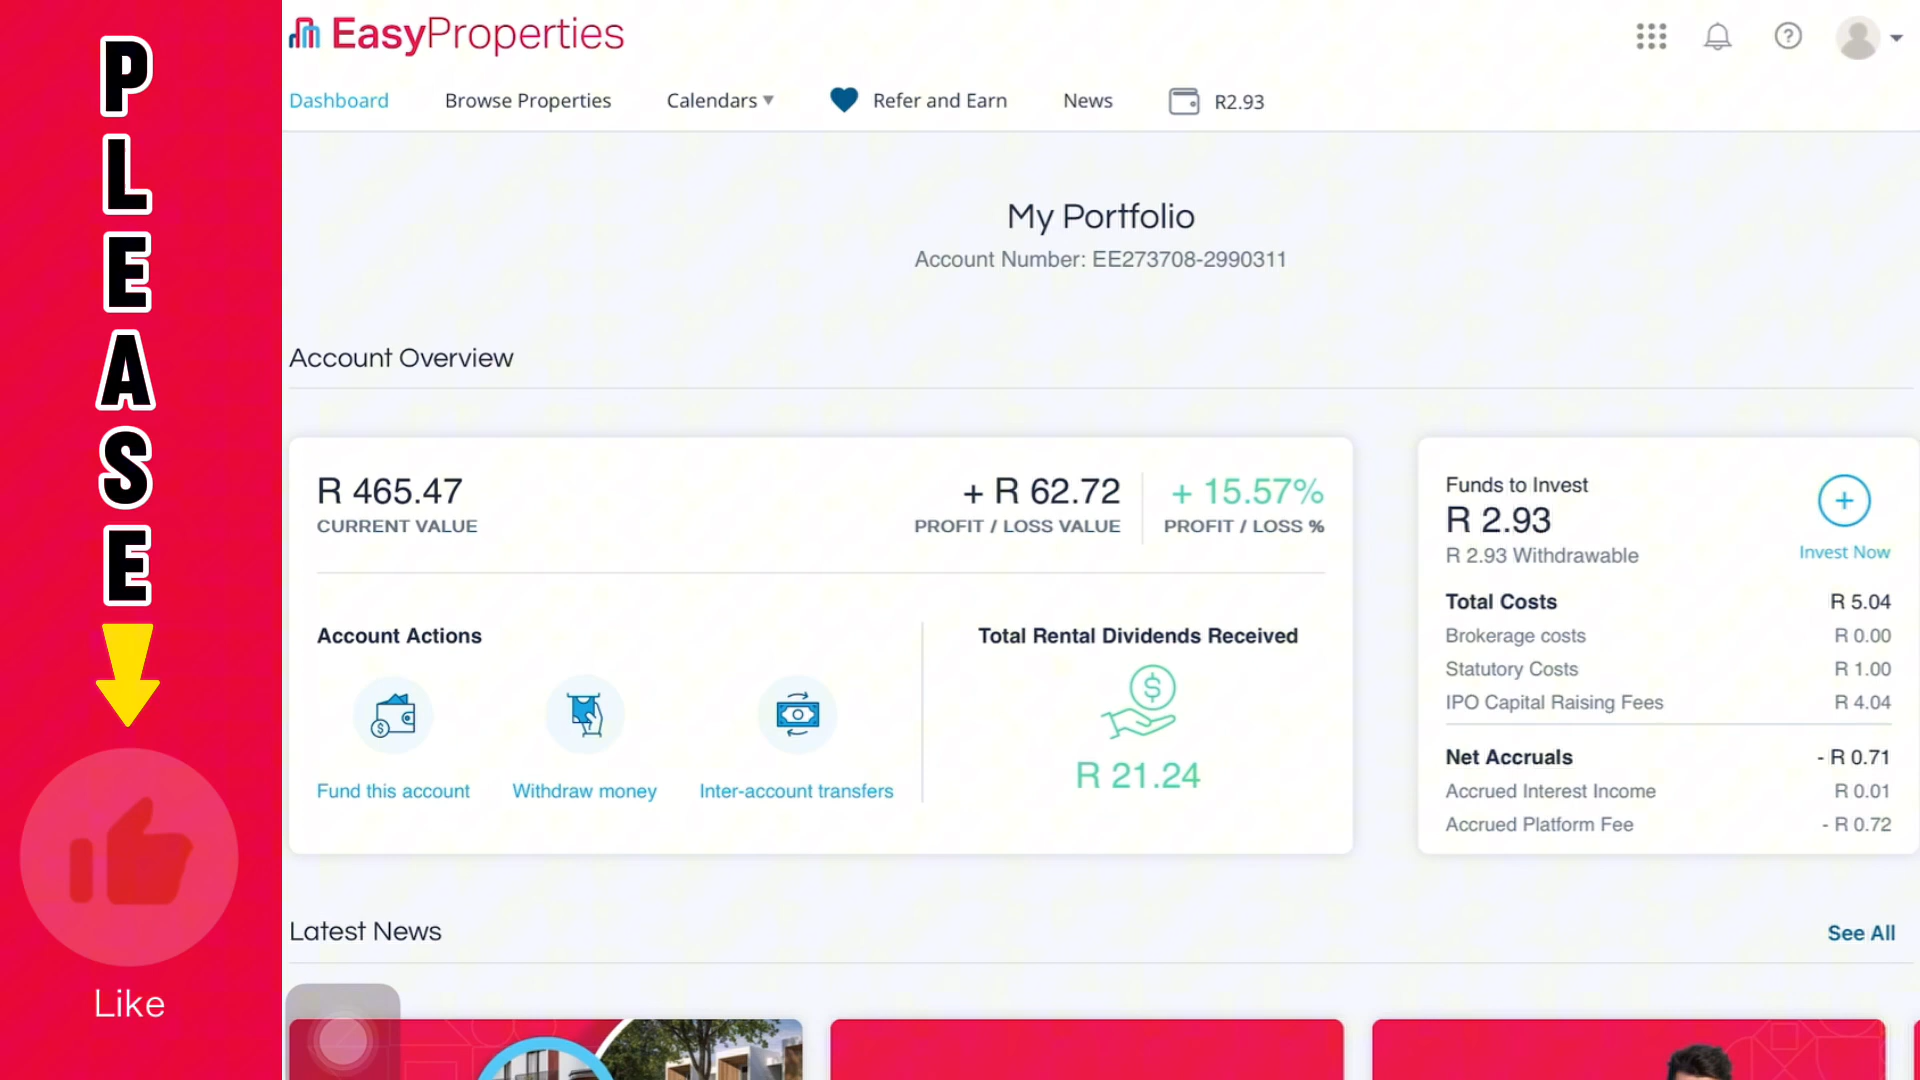 PLEASE
Like
EasyProperties
Dashboard
Browse Properties
Calendars
Refer and Earn
News
R2.93
My Portfolio
Account Number: EE273708-2990311
Account Overview
R 465.47
CURRENT VALUE
+ R 62.72
PROFIT / LOSS VALUE
+ 15.57%
PROFIT / LOSS %
Account Actions
Fund this account
Withdraw money
Inter-account transfers
Total Rental Dividends Received
R 21.24
Funds to Invest
R 2.93
R 2.93 Withdrawable
Invest Now
Total Costs R 5.04
Brokerage costs R 0.00
Statutory Costs R 1.00
IPO Capital Raising Fees R 4.04
Net Accruals - R 0.71
Accrued Interest Income R 0.01
Accrued Platform Fee - R 0.72
Latest News
See All